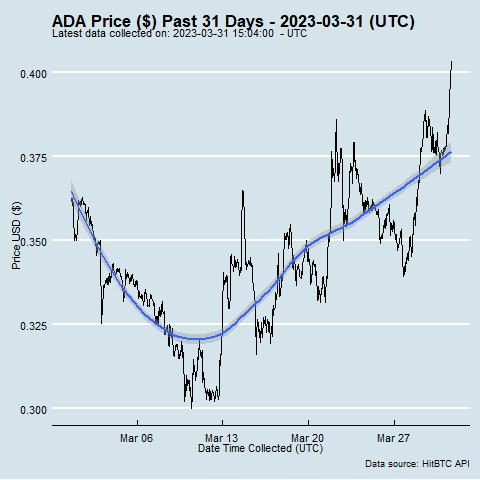 ADA Price ($) Past 31 Days - 2023-03-31 (UTC)
Latest data collected on: 2023-03-31 15:04:00  - UTC
Price USD ($)
0.400
0.375
0.350
0.325
0.300
Mar 06 Mar 13 Mar 20 Mar 27
Date Time Collected (UTC)
Data source: HitBTC API